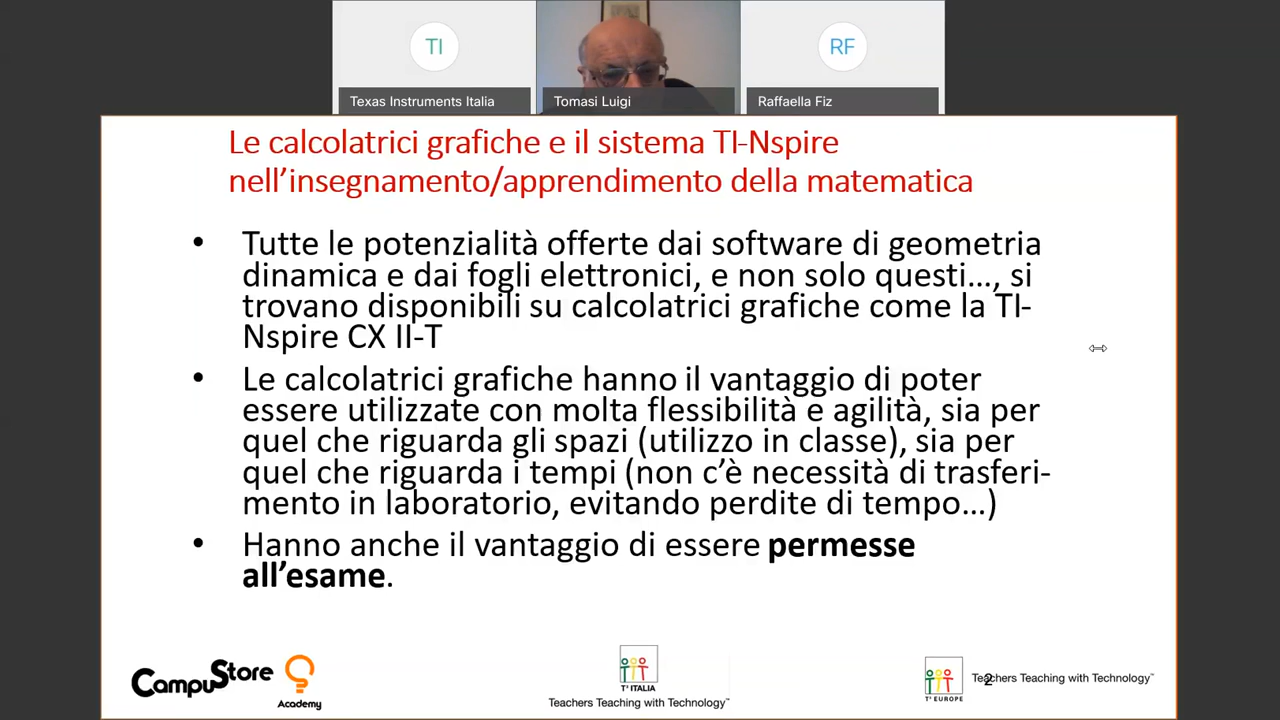 TI
RF
Texas Instruments Italia
Tomasi Luigi
Raffaella Fiz
Le calcolatrici grafiche e il sistema TI-Nspire
nell’insegnamento/apprendimento della matematica
• Tutte le potenzialità offerte dai software di geometria
dinamica e dai fogli elettronici, e non solo questi…, si
trovano disponibili su calcolatrici grafiche come la TI-
Nspire CX II-T
• Le calcolatrici grafiche hanno il vantaggio di poter
essere utilizzate con molta flessibilità e agilità, sia per
quel che riguarda gli spazi (utilizzo in classe), sia per
quel che riguarda i tempi (non c’è necessità di trasferi-
mento in laboratorio, evitando perdite di tempo…)
• Hanno anche il vantaggio di essere permesse
all’esame.
CampuStore
Academy
T³ ITALIA
Teachers Teaching with Technology™
T³ EUROPE
Teachers Teaching with Technology™
2